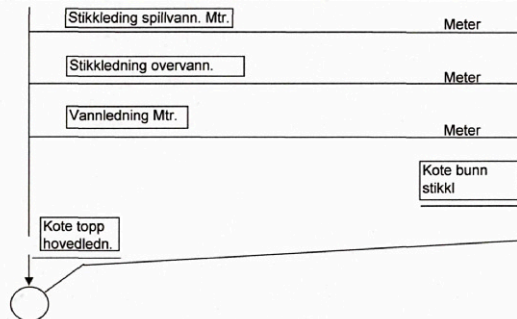 Stikkleding spillvann. Mtr.
Meter
Stikkledning overvann.
Meter
Vannledning Mtr.
Meter
Kote bunn
stikkl
Kote topp
hovedledn.